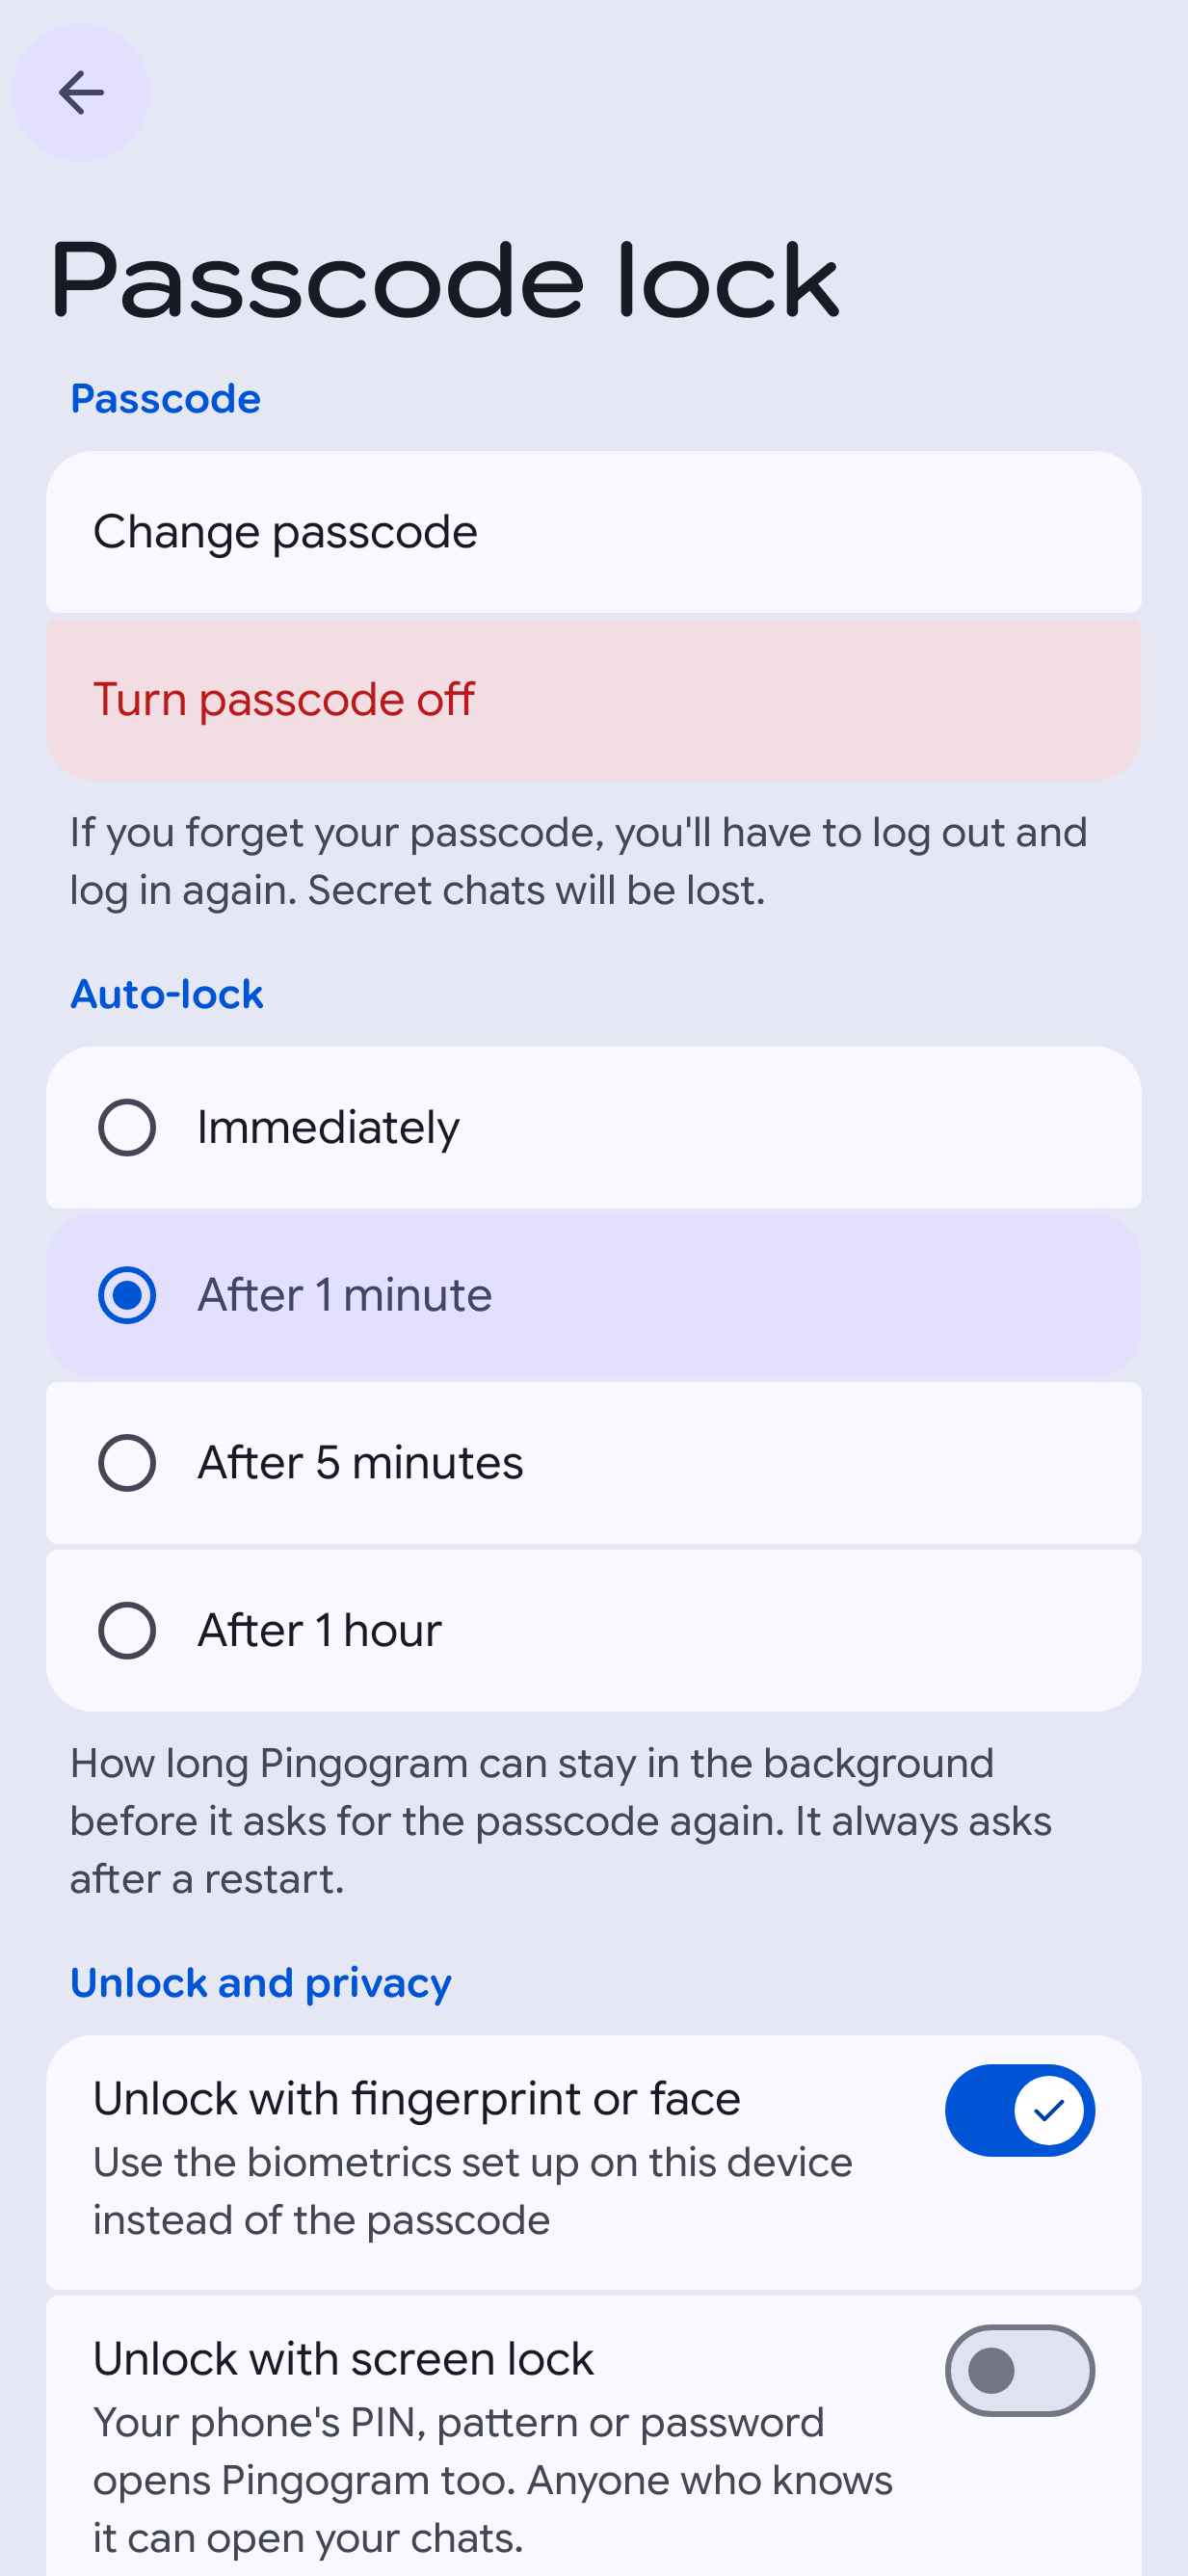 Passcode lock
Passcode
Change passcode
Turn passcode off
If you forget your passcode, you'll have to log out and
log in again. Secret chats will be lost.
Auto-lock
Immediately
After 1 minute
After 5 minutes
After 1 hour
How long Pingogram can stay in the background
before it asks for the passcode again. It always asks
after a restart.
Unlock and privacy
Unlock with fingerprint or face
Use the biometrics set up on this device
instead of the passcode
Unlock with screen lock
Your phone's PIN, pattern or password
opens Pingogram too. Anyone who knows
it can open your chats.